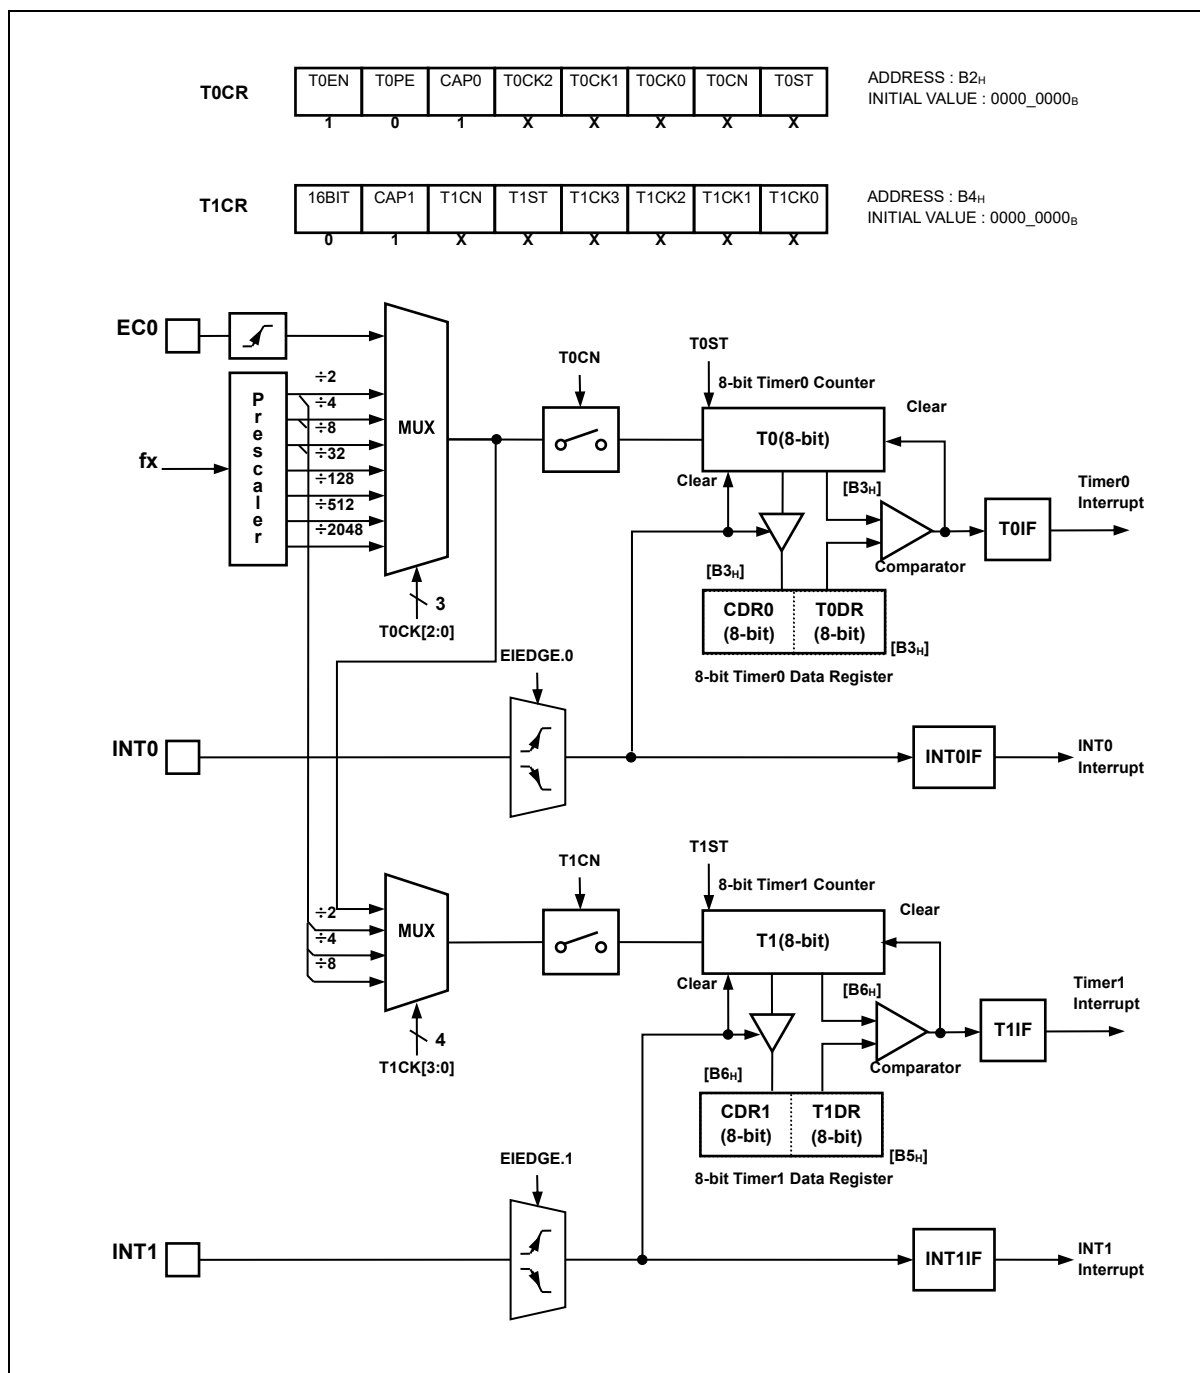 T0CR
T0EN T0PE CAP0 T0CK2 T0CK1 T0CK0 T0CN T0ST
1 0 1 X X X X X
ADDRESS : B2H
INITIAL VALUE : 0000_0000B
T1CR
16BIT CAP1 T1CN T1ST T1CK3 T1CK2 T1CK1 T1CK0
0 1 X X X X X X
ADDRESS : B4H
INITIAL VALUE : 0000_0000B
EC0
fx
Prescaler
÷2
÷4
÷8
÷32
÷128
÷512
÷2048
MUX
3
T0CK[2:0]
T0CN
T0ST
8-bit Timer0 Counter
T0(8-bit)
Clear
Clear
[B3H]
Comparator
T0IF
Timer0
Interrupt
[B3H]
CDR0
(8-bit)
T0DR
(8-bit)
[B3H]
8-bit Timer0 Data Register
EIEDGE.0
INT0
INT0IF
INT0
Interrupt
÷2
÷4
÷8
MUX
4
T1CK[3:0]
T1CN
T1ST
8-bit Timer1 Counter
T1(8-bit)
Clear
Clear
[B6H]
Comparator
T1IF
Timer1
Interrupt
[B6H]
CDR1
(8-bit)
T1DR
(8-bit)
[B5H]
8-bit Timer1 Data Register
EIEDGE.1
INT1
INT1IF
INT1
Interrupt